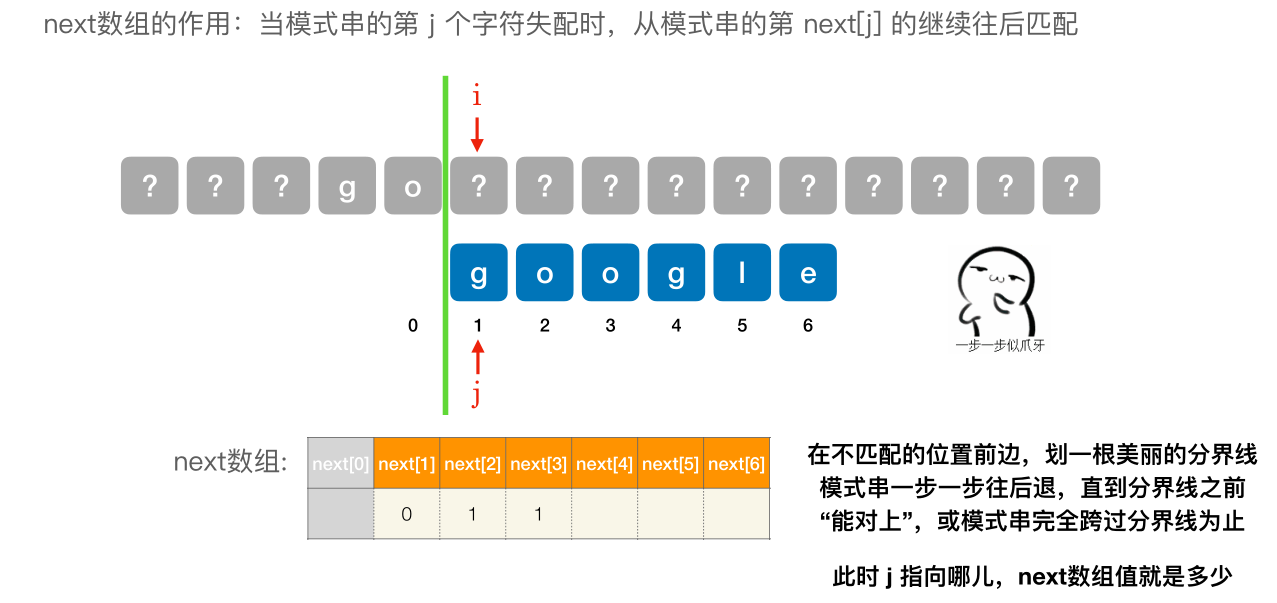 next数组的作用：当模式串的第 j 个字符失配时，从模式串的第 next[j] 的继续往后匹配
i
? ? ? g o ? ? ? ? ? ? ? ? ? ?
g o o g l e
0 1 2 3 4 5 6
一步一步似爪牙
j
next数组:
next[0] next[1] next[2] next[3] next[4] next[5] next[6]
0 1 1
在不匹配的位置前边，划一根美丽的分界线
模式串一步一步往后退，直到分界线之前
“能对上”，或模式串完全跨过分界线为止
此时 j 指向哪儿，next数组值就是多少